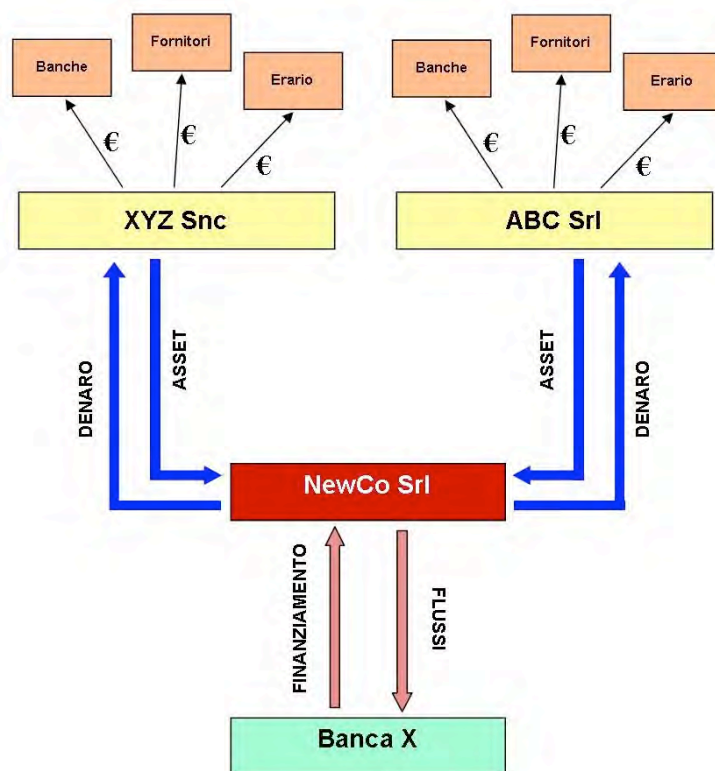 Banche
Fornitori
Erario
Banche
Fornitori
Erario
€
€
€
€
€
€
XYZ Snc
ABC Srl
DENARO
ASSET
ASSET
DENARO
NewCo Srl
FINANZIAMENTO
FLUSSI
Banca X